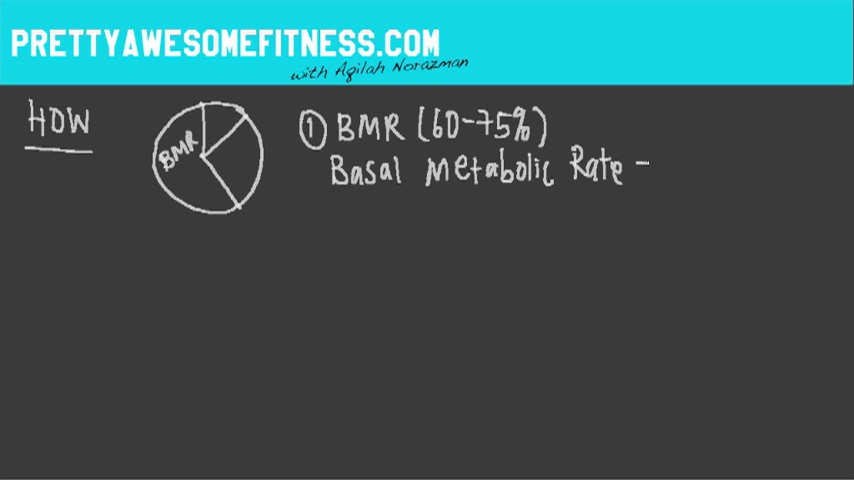 PRETTYAWESOMEFITNESS.COM
with Aqilah Norazman
HOW
BMR
① BMR (60-75%)
Basal Metabolic Rate -